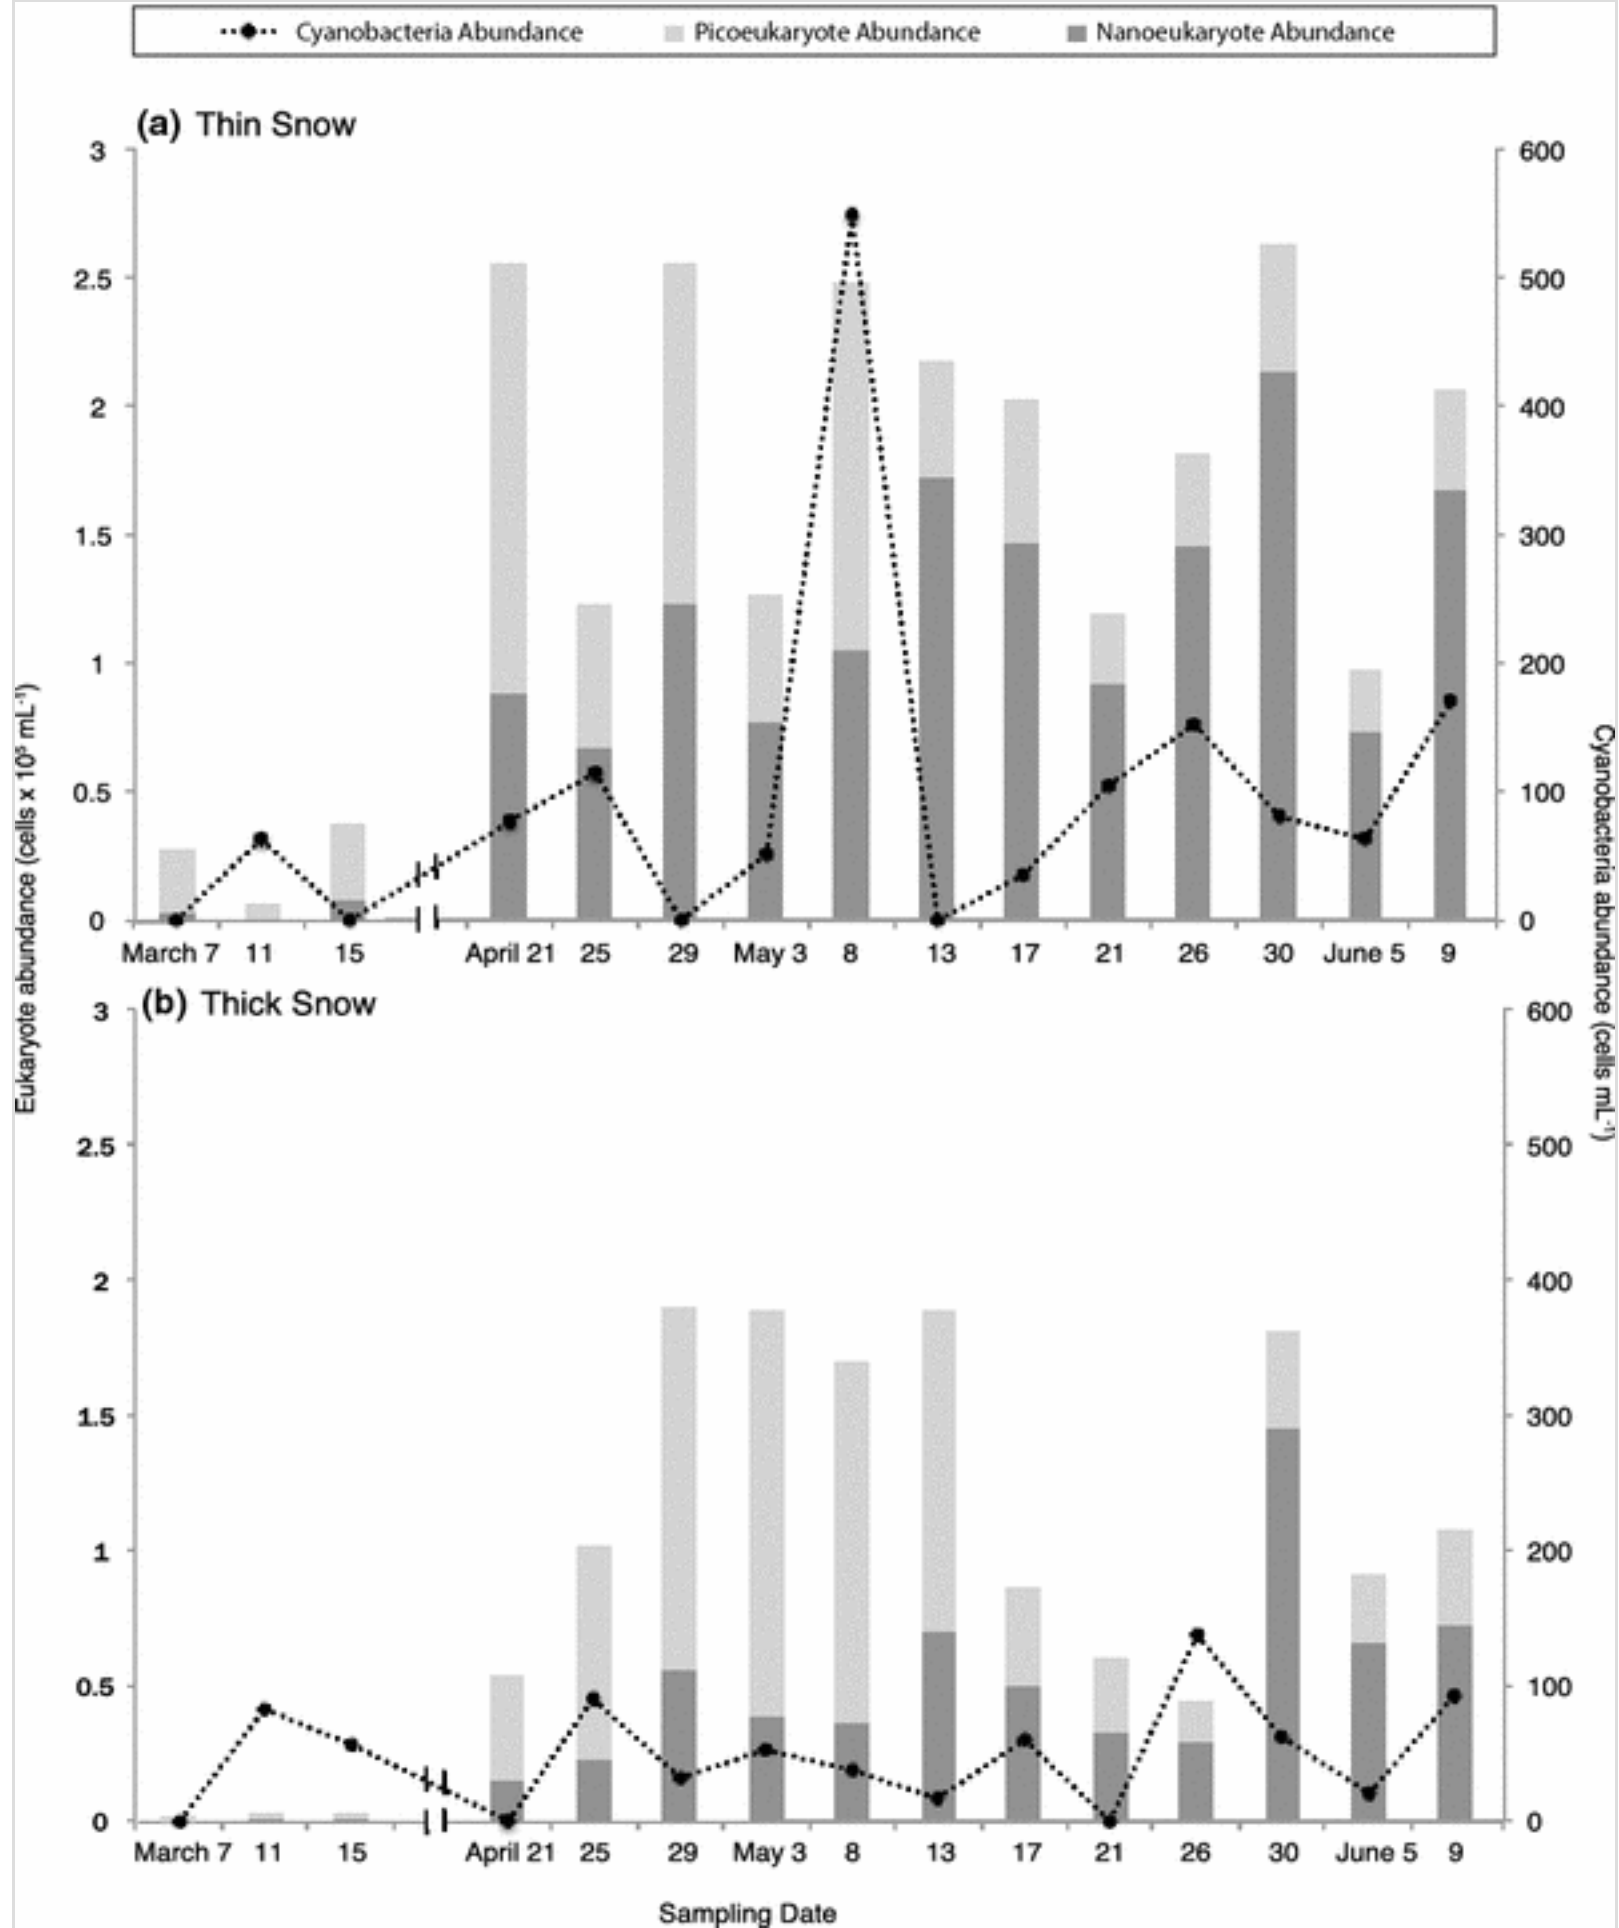 Cyanobacteria Abundance Picoeukaryote Abundance Nanoeukaryote Abundance
(a) Thin Snow
3 600
2.5 500
2 400
1.5 300
1 200
0.5 100
0 0
March 7 11 15 April 21 25 29 May 3 8 13 17 21 26 30 June 5 9
Eukaryote abundance (cells x 10⁵ mL⁻¹)
Cyanobacteria abundance (cells mL⁻¹)
(b) Thick Snow
3 600
2.5 500
2 400
1.5 300
1 200
0.5 100
0 0
March 7 11 15 April 21 25 29 May 3 8 13 17 21 26 30 June 5 9
Sampling Date